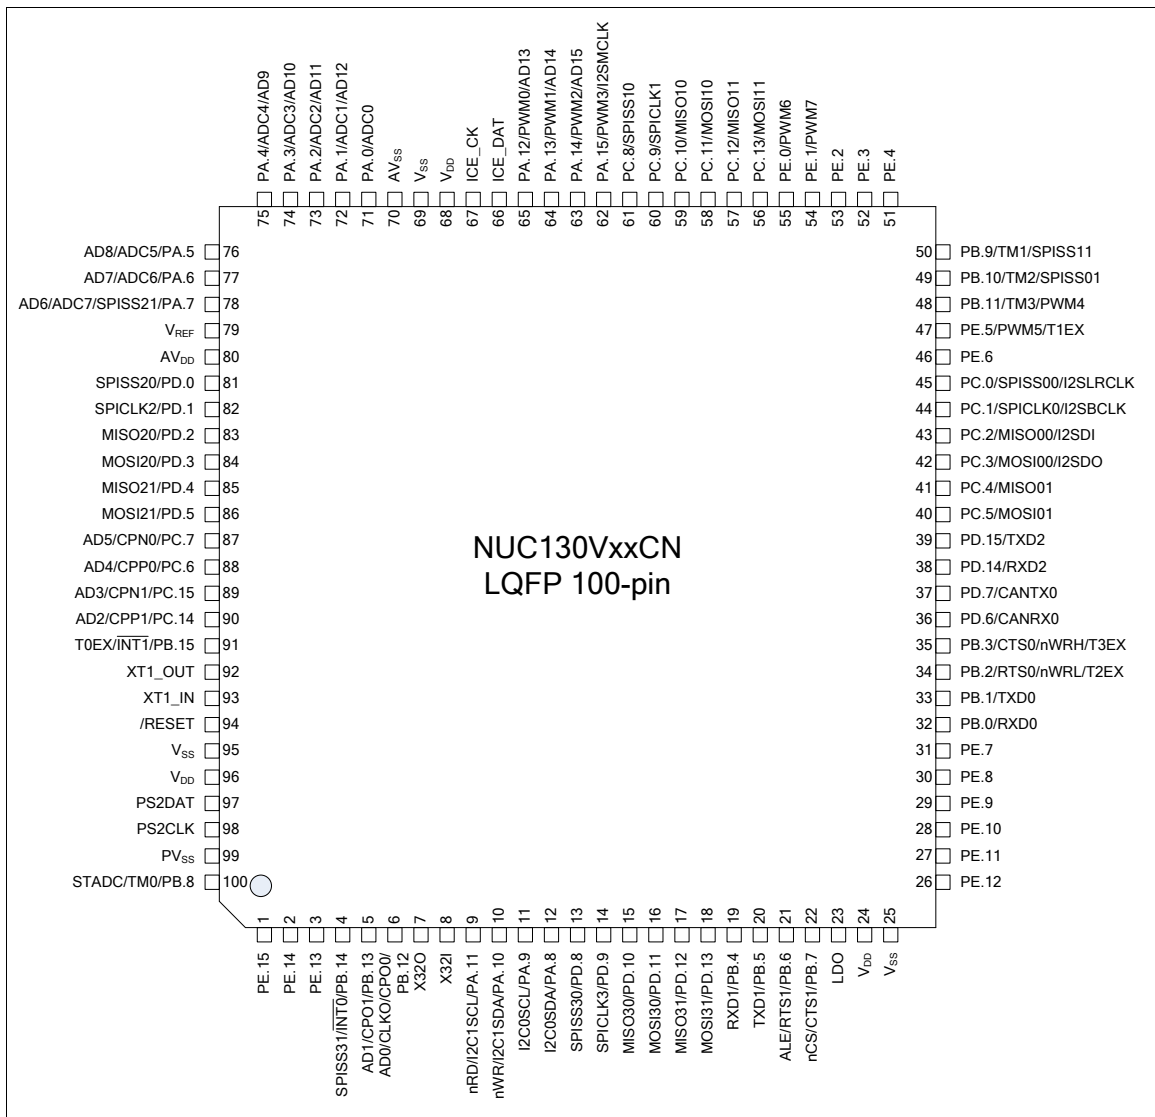 PA.4/ADC4/AD9
PA.3/ADC3/AD10
PA.2/ADC2/AD11
PA.1/ADC1/AD12
PA.0/ADC0
AVSS
VSS
VDD
ICE_CK
ICE_DAT
PA.12/PWM0/AD13
PA.13/PWM1/AD14
PA.14/PWM2/AD15
PA.15/PWM3/I2SMCLK
PC.8/SPISS10
PC.9/SPICLK1
PC.10/MISO10
PC.11/MOSI10
PC.12/MISO11
PC.13/MOSI11
PE.0/PWM6
PE.1/PWM7
PE.2
PE.3
PE.4
75
74
73
72
71
70
69
68
67
66
65
64
63
62
61
60
59
58
57
56
55
54
53
52
51
AD8/ADC5/PA.5 76
AD7/ADC6/PA.6 77
AD6/ADC7/SPISS21/PA.7 78
VREF 79
AVDD 80
SPISS20/PD.0 81
SPICLK2/PD.1 82
MISO20/PD.2 83
MOSI20/PD.3 84
MISO21/PD.4 85
MOSI21/PD.5 86
AD5/CPN0/PC.7 87
AD4/CPP0/PC.6 88
AD3/CPN1/PC.15 89
AD2/CPP1/PC.14 90
T0EX/INT1/PB.15 91
XT1_OUT 92
XT1_IN 93
/RESET 94
VSS 95
VDD 96
PS2DAT 97
PS2CLK 98
PVSS 99
STADC/TM0/PB.8 100
NUC130VxxCN
LQFP 100-pin
50 PB.9/TM1/SPISS11
49 PB.10/TM2/SPISS01
48 PB.11/TM3/PWM4
47 PE.5/PWM5/T1EX
46 PE.6
45 PC.0/SPISS00/I2SLRCLK
44 PC.1/SPICLK0/I2SBCLK
43 PC.2/MISO00/I2SDI
42 PC.3/MOSI00/I2SDO
41 PC.4/MISO01
40 PC.5/MOSI01
39 PD.15/TXD2
38 PD.14/RXD2
37 PD.7/CANTX0
36 PD.6/CANRX0
35 PB.3/CTS0/nWRH/T3EX
34 PB.2/RTS0/nWRL/T2EX
33 PB.1/TXD0
32 PB.0/RXD0
31 PE.7
30 PE.8
29 PE.9
28 PE.10
27 PE.11
26 PE.12
1
2
3
4
5
6
7
8
9
10
11
12
13
14
15
16
17
18
19
20
21
22
23
24
25
PE.15
PE.14
PE.13
SPISS31/INT0/PB.14
AD1/CPO1/PB.13
AD0/CLKO/CPO0/
PB.12
X32O
X32I
nRD/I2C1SCL/PA.11
nWR/I2C1SDA/PA.10
I2C0SCL/PA.9
I2C0SDA/PA.8
SPISS30/PD.8
SPICLK3/PD.9
MISO30/PD.10
MOSI30/PD.11
MISO31/PD.12
MOSI31/PD.13
RXD1/PB.4
TXD1/PB.5
ALE/RTS1/PB.6
nCS/CTS1/PB.7
LDO
VDD
VSS